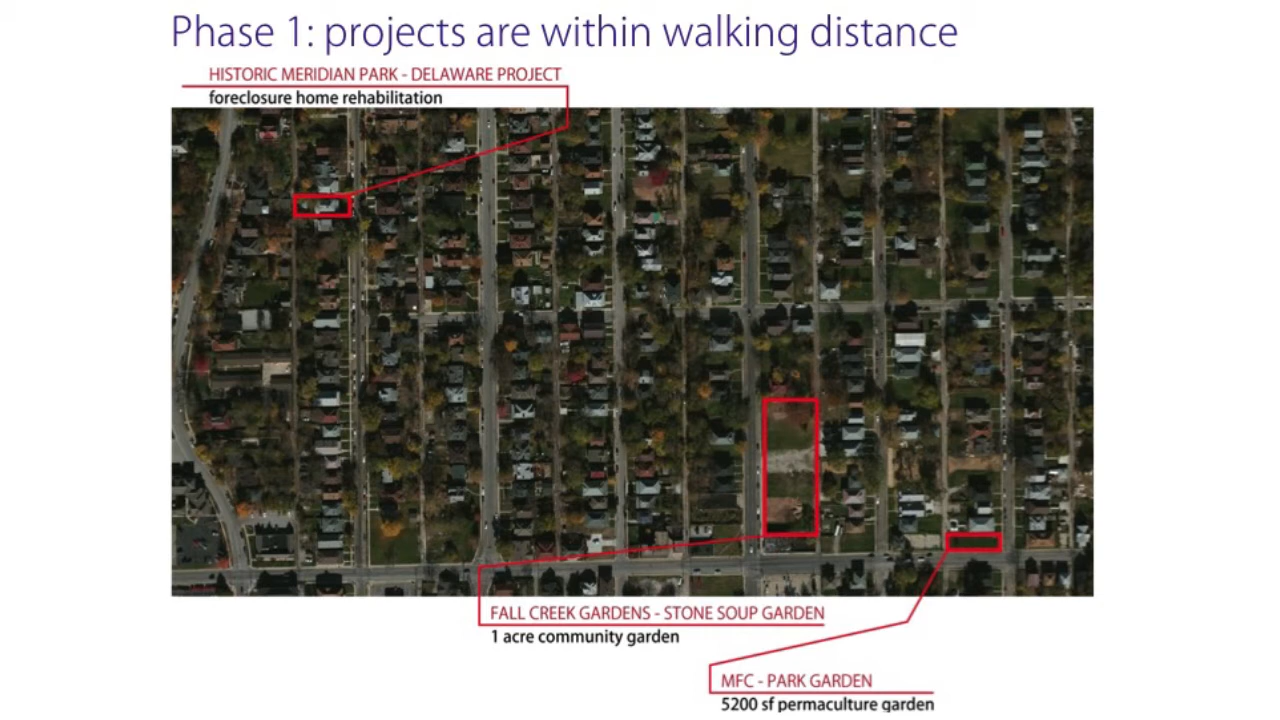 Phase 1: projects are within walking distance
HISTORIC MERIDIAN PARK - DELAWARE PROJECT
foreclosure home rehabilitation
FALL CREEK GARDENS - STONE SOUP GARDEN
1 acre community garden
MFC - PARK GARDEN
5200 sf permaculture garden